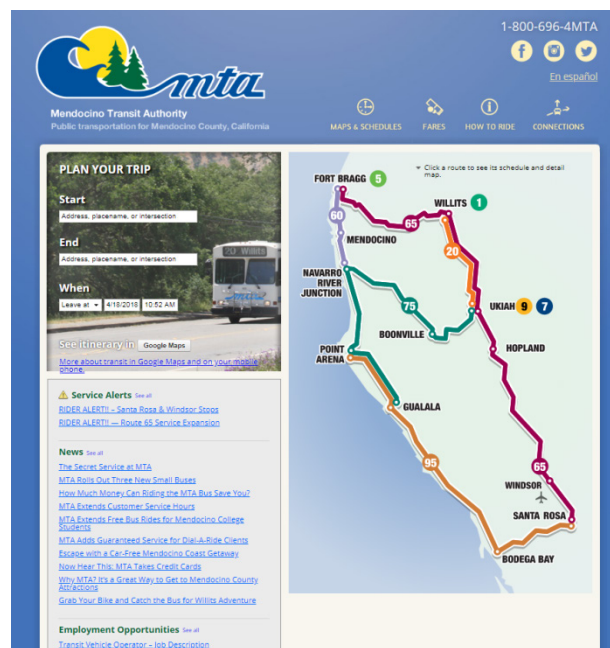 1-800-696-4MTA
mta
En español
Mendocino Transit Authority
Public transportation for Mendocino County, California
MAPS & SCHEDULES
FARES
HOW TO RIDE
CONNECTIONS
PLAN YOUR TRIP
Start
Address, placename, or intersection
End
Address, placename, or intersection
When
Leave at
4/18/2018
10:52 AM
20 Willits
mta
See itinerary in
Google Maps
More about transit in Google Maps and on your mobile
phone.
Service Alerts See all
RIDER ALERT!! – Santa Rosa & Windsor Stops
RIDER ALERT!! — Route 65 Service Expansion
News See all
The Secret Service at MTA
MTA Rolls Out Three New Small Buses
How Much Money Can Riding the MTA Bus Save You?
MTA Extends Customer Service Hours
MTA Extends Free Bus Rides for Mendocino College
Students
MTA Adds Guaranteed Service for Dial-A-Ride Clients
Escape with a Car-Free Mendocino Coast Getaway
Now Hear This: MTA Takes Credit Cards
Why MTA? It's a Great Way to Get to Mendocino County
Att/actions
Grab Your Bike and Catch the Bus for Willits Adventure
Employment Opportunities See all
Transit Vehicle Operator – Job Description
Click a route to see its schedule and detail
map.
FORT BRAGG 5
WILLITS 1
60
65
MENDOCINO
20
NAVARRO
RIVER
JUNCTION
75
UKIAH 9 7
BOONVILLE
HOPLAND
POINT
ARENA
GUALALA
95
65
WINDSOR
SANTA ROSA
BODEGA BAY